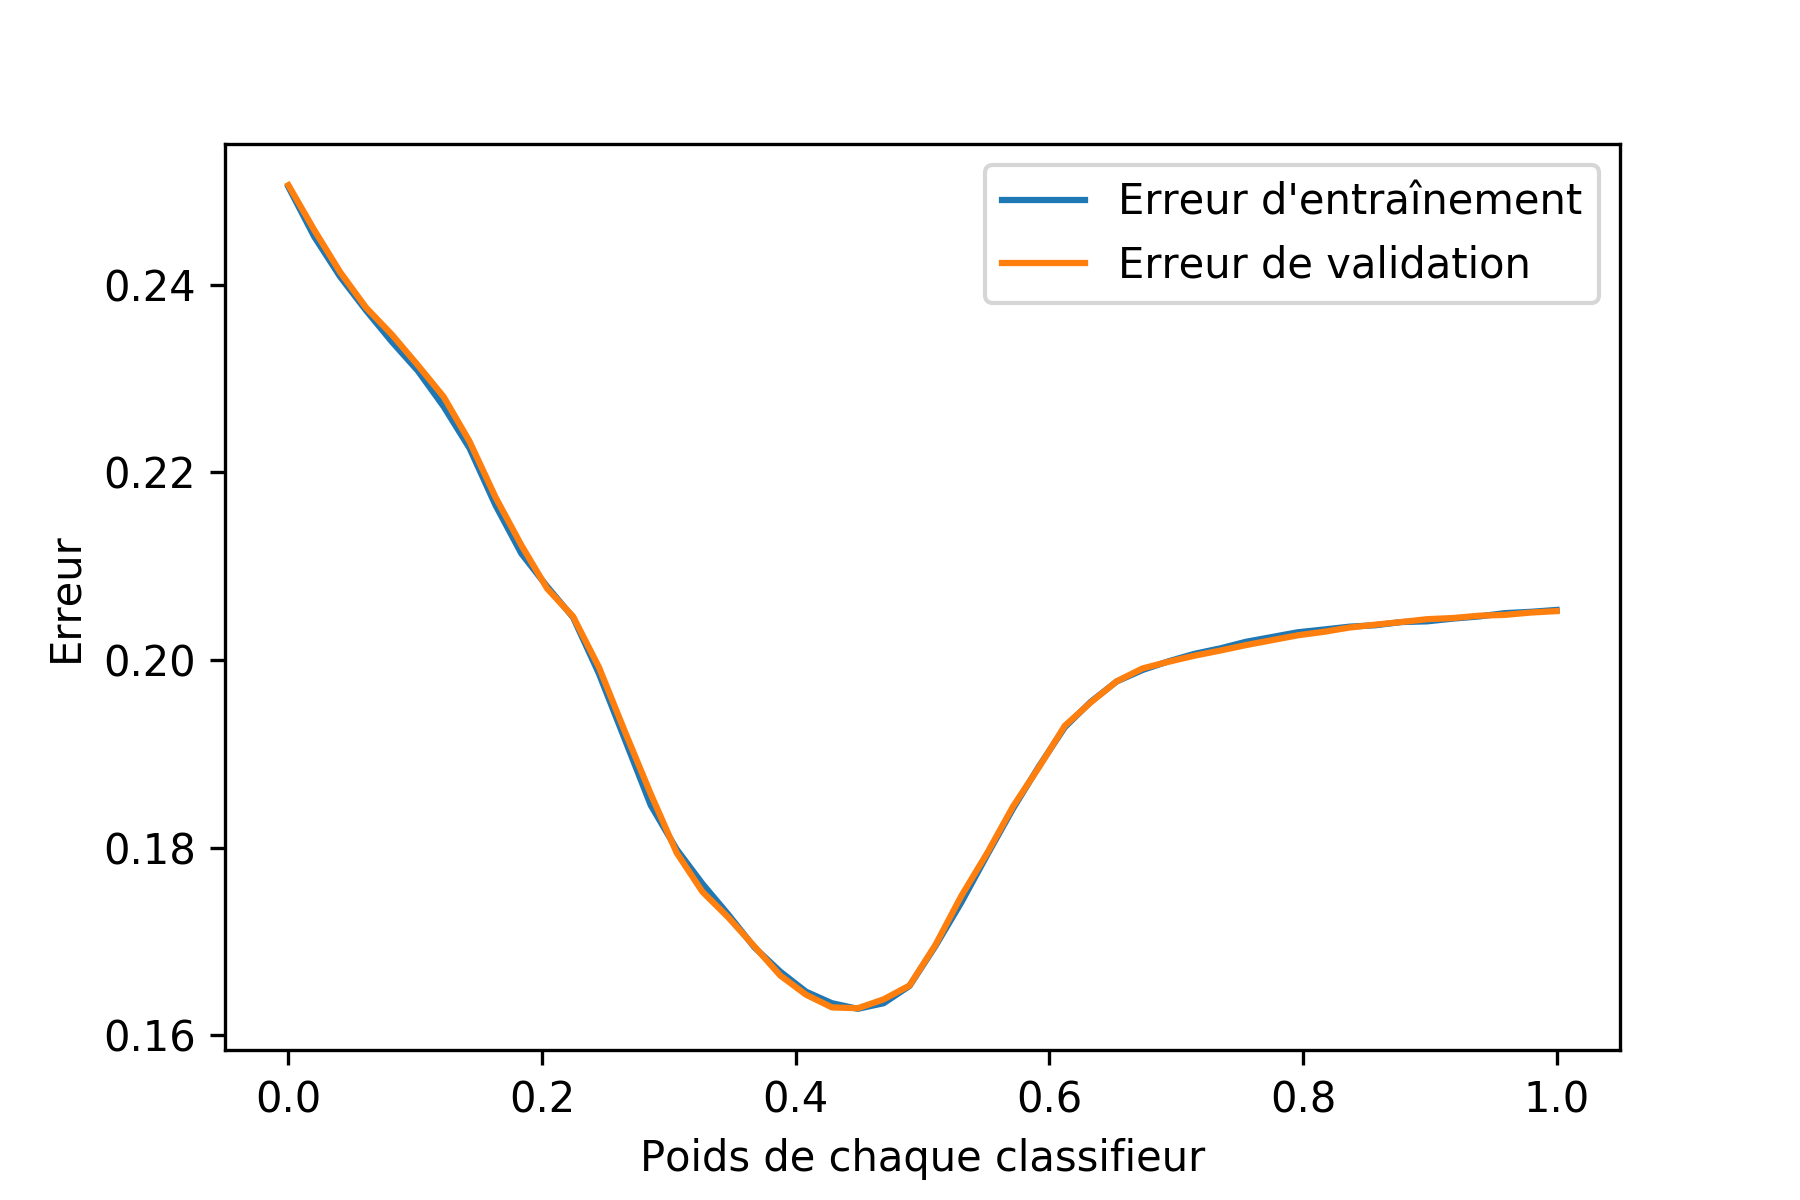 Erreur d'entraînement
Erreur de validation
0.24
0.22
0.20
0.18
0.16
Erreur
0.0 0.2 0.4 0.6 0.8 1.0
Poids de chaque classifieur